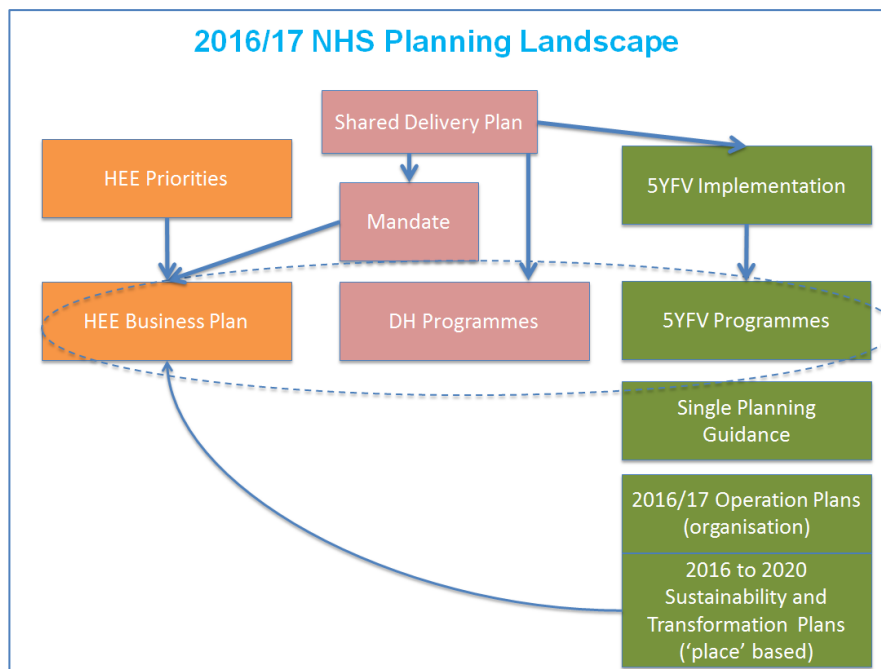 2016/17 NHS Planning Landscape
Shared Delivery Plan
HEE Priorities
5YFV Implementation
Mandate
HEE Business Plan
DH Programmes
5YFV Programmes
Single Planning
Guidance
2016/17 Operation Plans
(organisation)
2016 to 2020
Sustainability and
Transformation Plans
(‘place’ based)